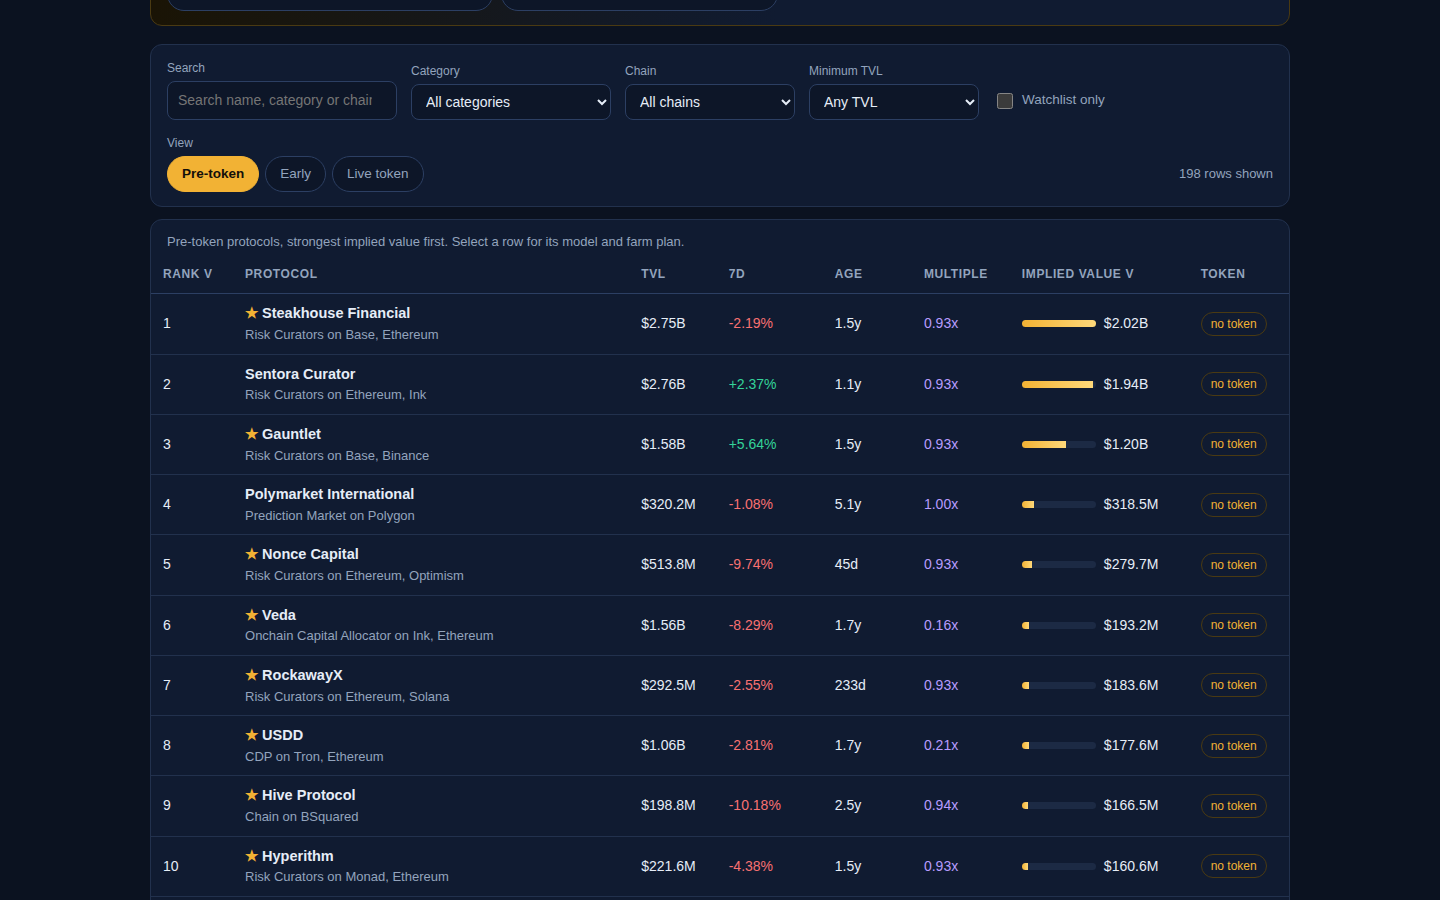 Search
Category
Chain
Minimum TVL
Search name, category or chain
All categories
All chains
Any TVL
Watchlist only
View
Pre-token
Early
Live token
198 rows shown
Pre-token protocols, strongest implied value first. Select a row for its model and farm plan.
RANK V PROTOCOL TVL 7D AGE MULTIPLE IMPLIED VALUE V TOKEN
1 ★ Steakhouse Financial $2.75B -2.19% 1.5y 0.93x $2.02B no token
Risk Curators on Base, Ethereum
2 Sentora Curator $2.76B +2.37% 1.1y 0.93x $1.94B no token
Risk Curators on Ethereum, Ink
3 ★ Gauntlet $1.58B +5.64% 1.5y 0.93x $1.20B no token
Risk Curators on Base, Binance
4 Polymarket International $320.2M -1.08% 5.1y 1.00x $318.5M no token
Prediction Market on Polygon
5 ★ Nonce Capital $513.8M -9.74% 45d 0.93x $279.7M no token
Risk Curators on Ethereum, Optimism
6 ★ Veda $1.56B -8.29% 1.7y 0.16x $193.2M no token
Onchain Capital Allocator on Ink, Ethereum
7 ★ RockawayX $292.5M -2.55% 233d 0.93x $183.6M no token
Risk Curators on Ethereum, Solana
8 ★ USDD $1.06B -2.81% 1.7y 0.21x $177.6M no token
CDP on Tron, Ethereum
9 ★ Hive Protocol $198.8M -10.18% 2.5y 0.94x $166.5M no token
Chain on BSquared
10 ★ Hyperithm $221.6M -4.38% 1.5y 0.93x $160.6M no token
Risk Curators on Monad, Ethereum